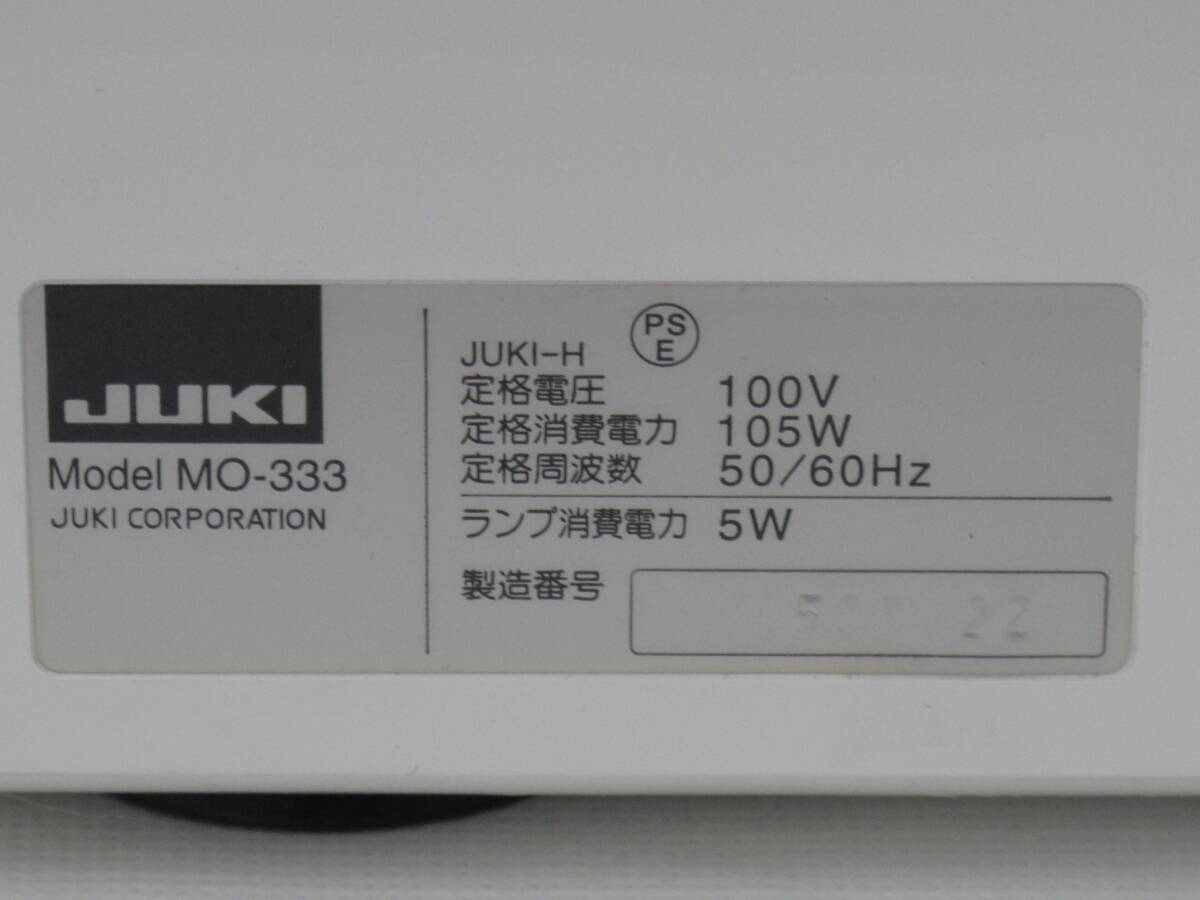 JUKI
Model MO-333
JUKI CORPORATION
JUKI-H PS E
定格電圧 100V
定格消費電力 105W
定格周波数 50/60Hz
ランプ消費電力 5W
製造番号